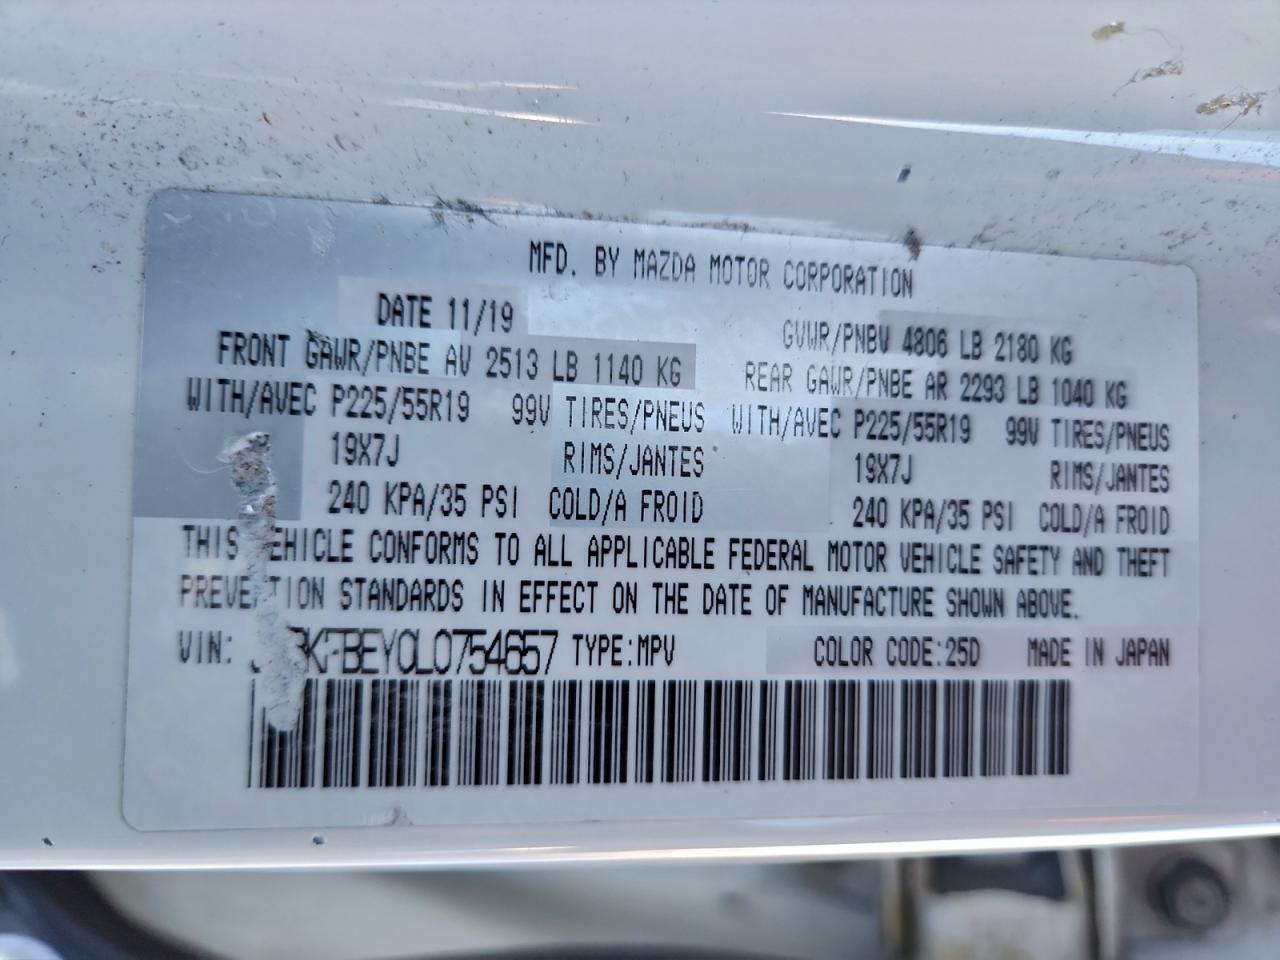 MFD. BY MAZDA MOTOR CORPORATION
DATE 11/19 GVWR/PNBV 4806 LB 2180 KG
FRONT GAWR/PNBE AV 2513 LB 1140 KG REAR GAWR/PNBE AR 2293 LB 1040 KG
WITH/AVEC P225/55R19 99V TIRES/PNEUS WITH/AVEC P225/55R19 99V TIRES/PNEUS
19X7J RIMS/JANTES 19X7J RIMS/JANTES
240 KPA/35 PSI COLD/A FROID 240 KPA/35 PSI COLD/A FROID
THIS VEHICLE CONFORMS TO ALL APPLICABLE FEDERAL MOTOR VEHICLE SAFETY AND THEFT
PREVENTION STANDARDS IN EFFECT ON THE DATE OF MANUFACTURE SHOWN ABOVE.
VIN: TYPE:MPV COLOR CODE:25D MADE IN JAPAN